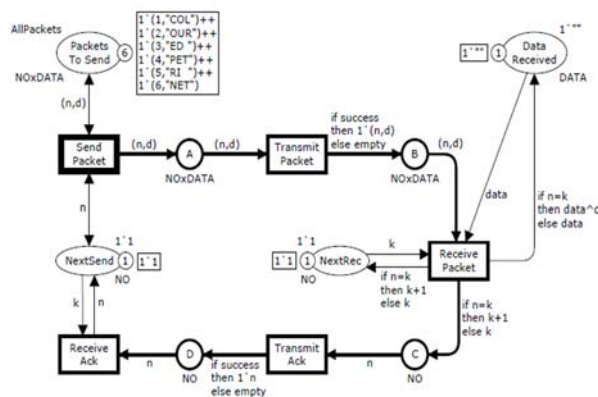 AllPackets
Packets
To Send
6
1`(1,"COL")++
1`(2,"OUR")++
1`(3,"ED ")++
1`(4,"PET")++
1`(5,"RI ")++
1`(6,"NET")
NOxDATA
1`""
1`""
1
Data
Received
DATA
(n,d)
if success
then 1`(n,d)
else empty
Send
Packet
(n,d)
A
(n,d)
Transmit
Packet
B
(n,d)
NOxDATA
NOxDATA
n
data
if n=k
then data^d
else data
1`1
NextSend
1
1`1
NO
1`1
1`1
1
NextRec
NO
k
Receive
Packet
if n=k
then k+1
else k
k
n
if n=k
then k+1
else k
Receive
Ack
n
D
NO
if success
then 1`n
else empty
Transmit
Ack
n
C
NO